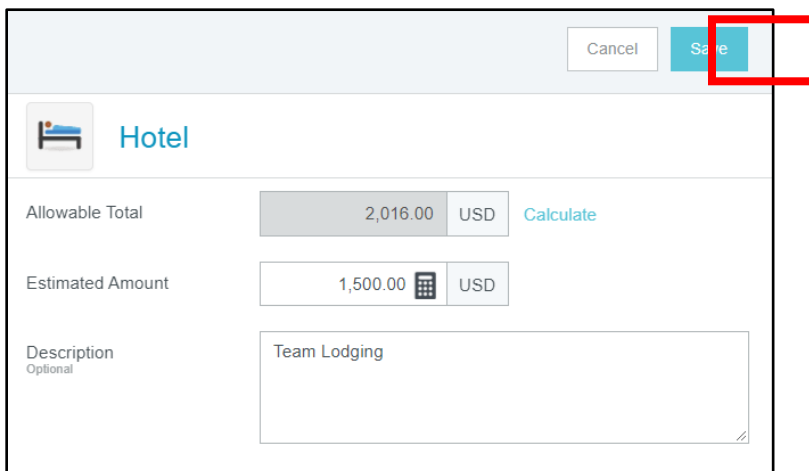 Cancel Save
Hotel
Allowable Total 2,016.00 USD Calculate
Estimated Amount 1,500.00 USD
Description Team Lodging
Optional